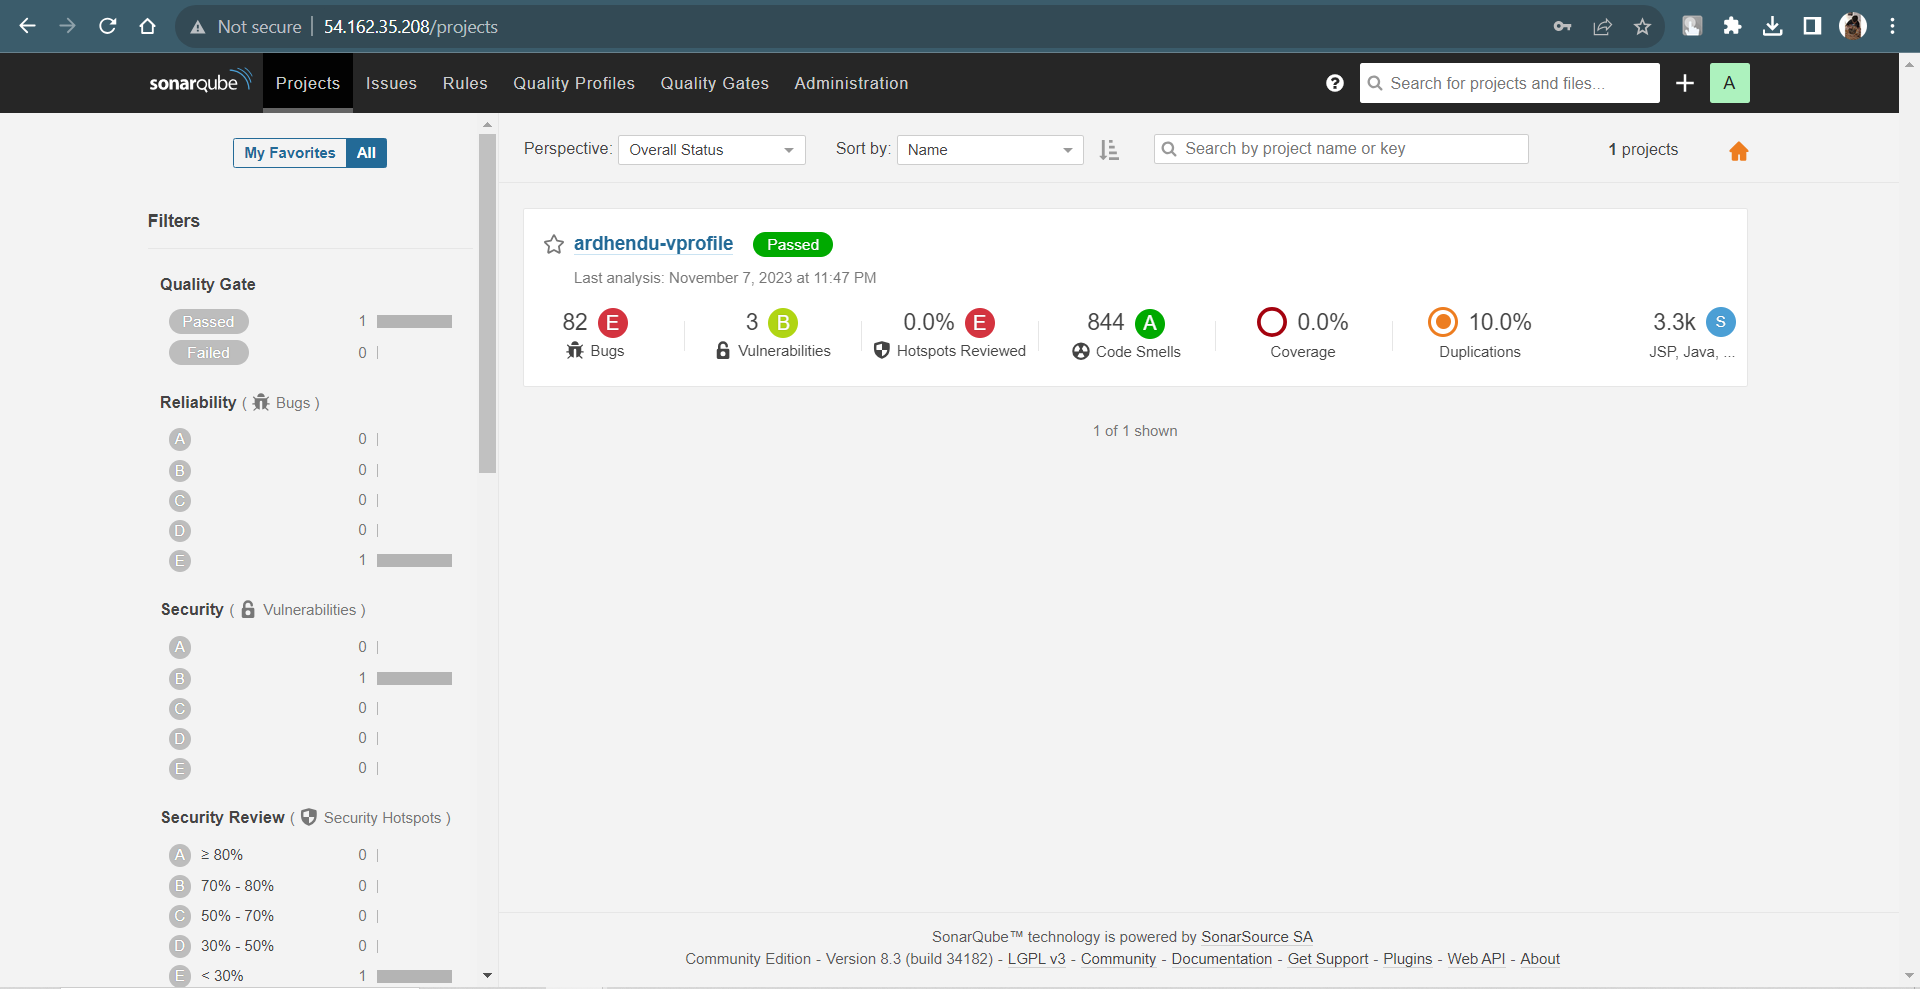 Not secure | 54.162.35.208/projects
sonarqube Projects Issues Rules Quality Profiles Quality Gates Administration Search for projects and files... A
My Favorites All
Perspective: Overall Status Sort by: Name Search by project name or key 1 projects
Filters
Quality Gate
Passed 1
Failed 0
Reliability ( Bugs )
A 0
B 0
C 0
D 0
E 1
Security ( Vulnerabilities )
A 0
B 1
C 0
D 0
E 0
Security Review ( Security Hotspots )
A ≥ 80% 0
B 70% - 80% 0
C 50% - 70% 0
D 30% - 50% 0
E < 30% 1
ardhendu-vprofile Passed
Last analysis: November 7, 2023 at 11:47 PM
82 E 3 B 0.0% E 844 A 0.0% 10.0% 3.3k S
Bugs Vulnerabilities Hotspots Reviewed Code Smells Coverage Duplications JSP, Java, ...
1 of 1 shown
SonarQube™ technology is powered by SonarSource SA
Community Edition - Version 8.3 (build 34182) - LGPL v3 - Community - Documentation - Get Support - Plugins - Web API - About